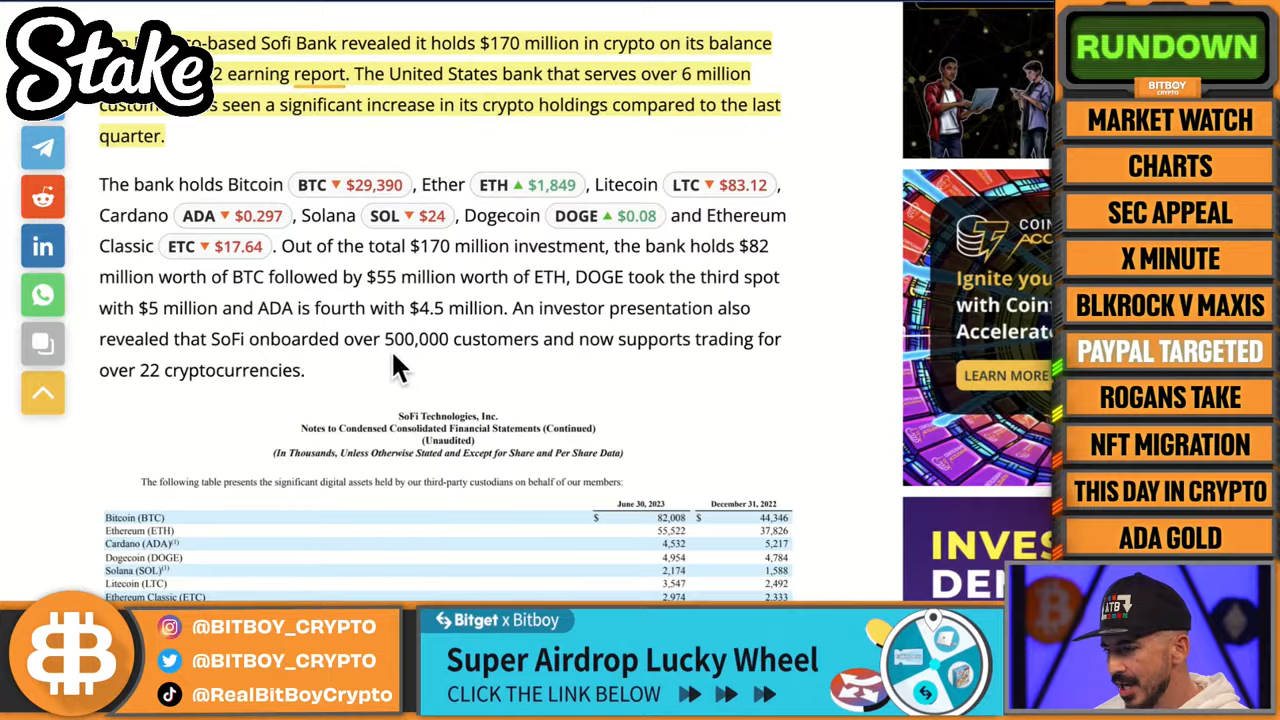 Stake
co-based Sofi Bank revealed it holds $170 million in crypto on its balance
2 earning report. The United States bank that serves over 6 million
s seen a significant increase in its crypto holdings compared to the last
quarter.
The bank holds Bitcoin BTC ▼ $29,390 , Ether ETH ▲ $1,849 , Litecoin LTC ▼ $83.12 ,
Cardano ADA ▼ $0.297 , Solana SOL ▼ $24 , Dogecoin DOGE ▲ $0.08 and Ethereum
Classic ETC ▼ $17.64 . Out of the total $170 million investment, the bank holds $82
million worth of BTC followed by $55 million worth of ETH, DOGE took the third spot
with $5 million and ADA is fourth with $4.5 million. An investor presentation also
revealed that SoFi onboarded over 500,000 customers and now supports trading for
over 22 cryptocurrencies.
SoFi Technologies, Inc.
Notes to Condensed Consolidated Financial Statements (Continued)
(Unaudited)
(In Thousands, Unless Otherwise Stated and Except for Share and Per Share Data)
The following table presents the significant digital assets held by our third-party custodians on behalf of our members:
June 30, 2023 December 31, 2022
Bitcoin (BTC) $ 82,008 $ 44,346
Ethereum (ETH) 55,522 37,826
Cardano (ADA)(1) 4,532 5,217
Dogecoin (DOGE) 4,954 4,784
Solana (SOL)(1) 2,174 1,588
Litecoin (LTC) 3,547 2,492
Ethereum Classic (ETC) 2,974 2,333
COIN
ACC
Ignite you
with Coin
Accelerato
LEARN MORE
INVES
DEM
RUNDOWN
BITBOY
CRYPTO
MARKET WATCH
CHARTS
SEC APPEAL
X MINUTE
BLKROCK V MAXIS
PAYPAL TARGETED
ROGANS TAKE
NFT MIGRATION
THIS DAY IN CRYPTO
ADA GOLD
ATB
@BITBOY_CRYPTO
@BITBOY_CRYPTO
@RealBitBoyCrypto
Bitget x Bitboy
Super Airdrop Lucky Wheel
CLICK THE LINK BELOW